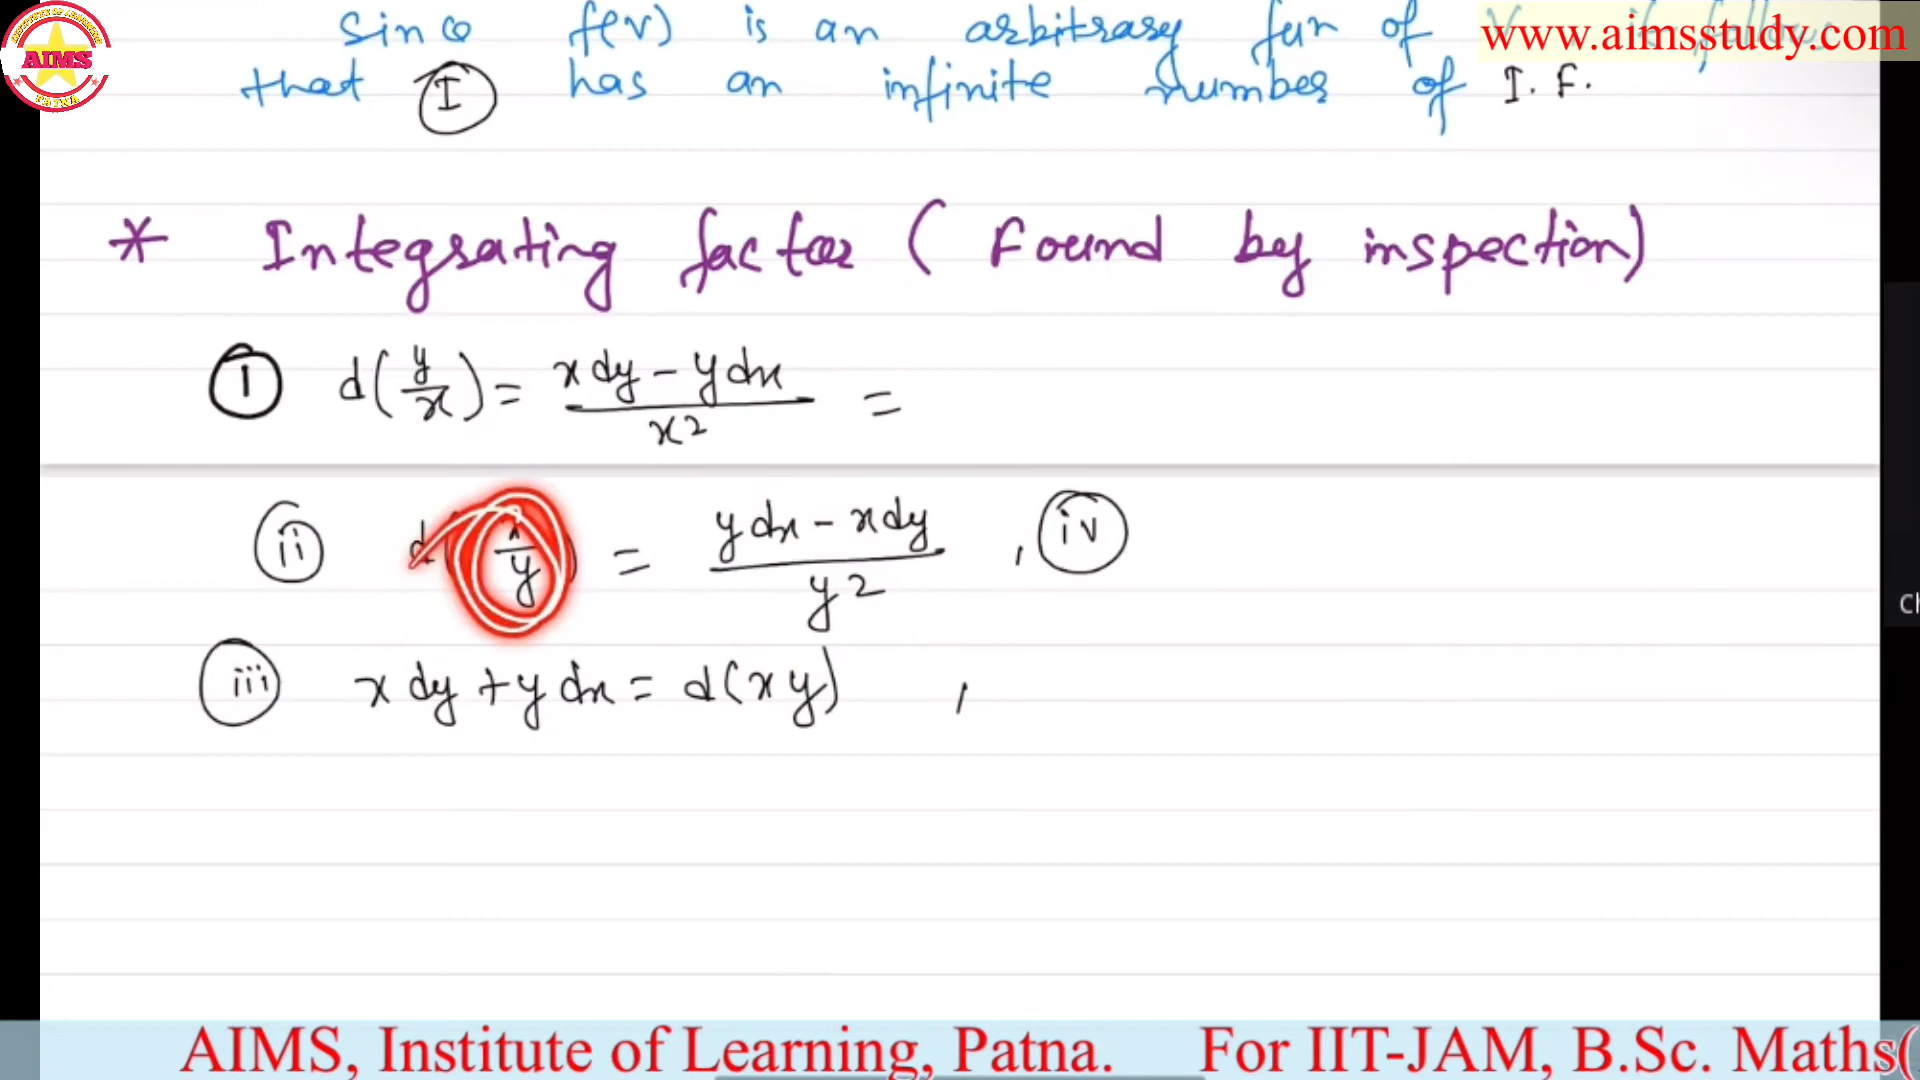 Since f(v) is an arbitrary fun of
www.aimsstudy.com
that I has an infinite number of I.F.
AIMS
PATNA
* Integrating factor (Found by inspection)
① d(y/x) = (x dy - y dx)/x² =
ii d(x/y) = (y dx - x dy)/y² , iv
iii x dy + y dx = d(xy) ,
Ch
AIMS, Institute of Learning, Patna. For IIT-JAM, B.Sc. Maths(